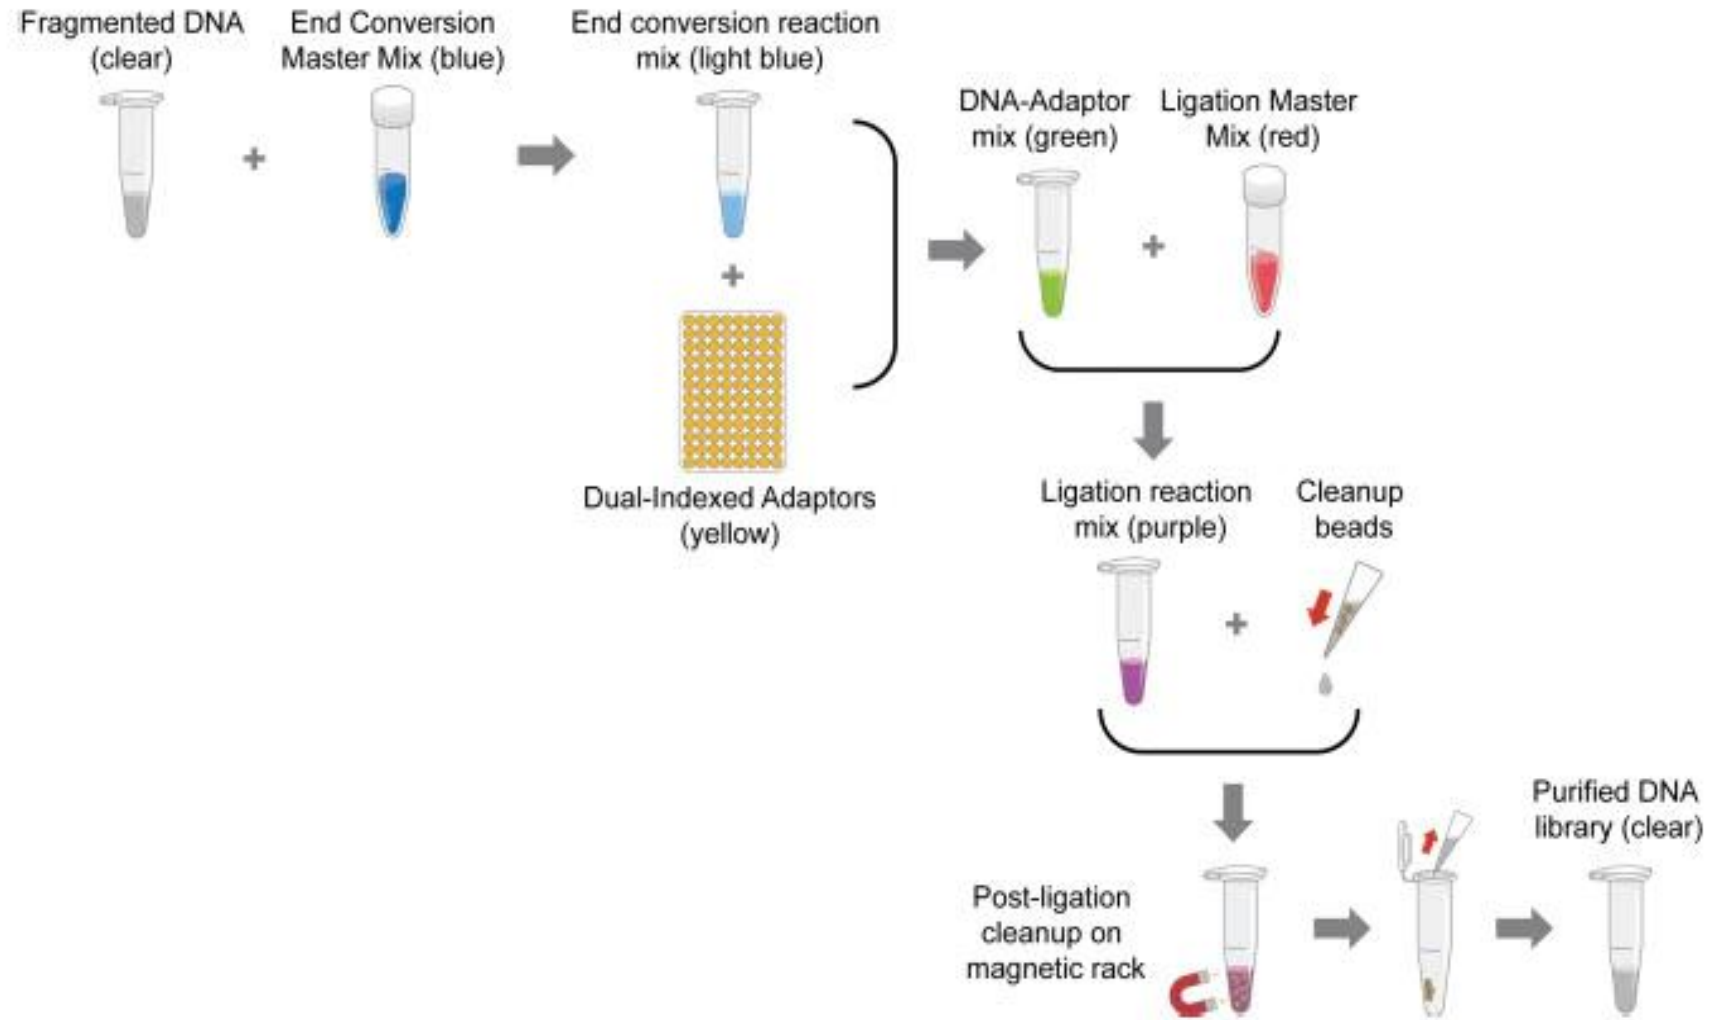 Fragmented DNA
(clear)
End Conversion
Master Mix (blue)
End conversion reaction
mix (light blue)
Dual-Indexed Adaptors
(yellow)
DNA-Adaptor
mix (green)
Ligation Master
Mix (red)
Ligation reaction
mix (purple)
Cleanup
beads
Post-ligation
cleanup on
magnetic rack
Purified DNA
library (clear)